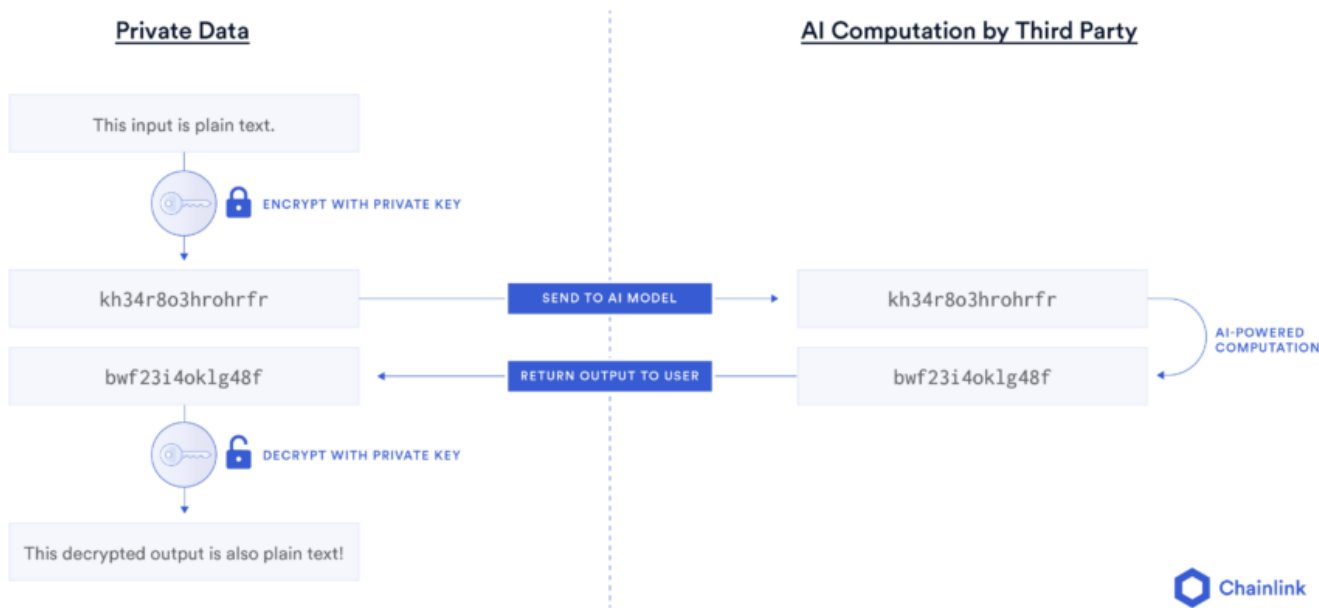 Private Data
AI Computation by Third Party
This input is plain text.
ENCRYPT WITH PRIVATE KEY
kh34r8o3hrohrfr
SEND TO AI MODEL
kh34r8o3hrohrfr
AI-POWERED
COMPUTATION
bwf23i4oklg48f
RETURN OUTPUT TO USER
bwf23i4oklg48f
DECRYPT WITH PRIVATE KEY
This decrypted output is also plain text!
Chainlink